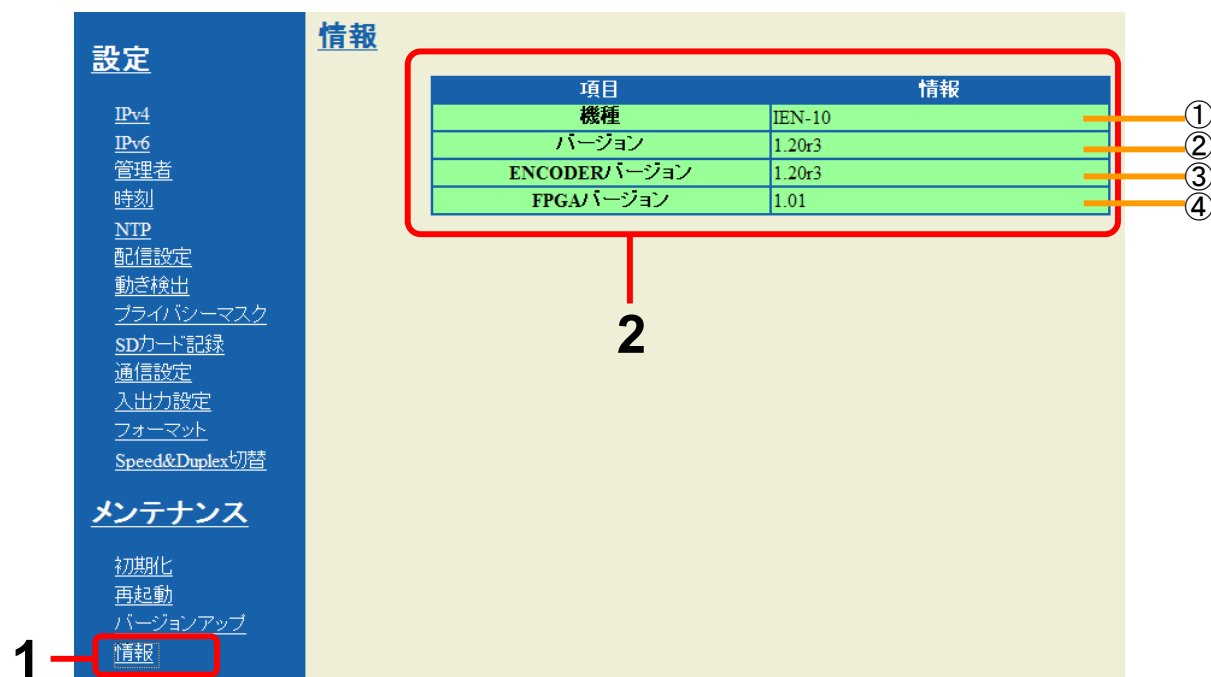 設定
IPv4
IPv6
管理者
時刻
NTP
配信設定
動き検出
プライバシーマスク
SDカード記録
通信設定
入出力設定
フォーマット
Speed&Duplex切替
メンテナンス
初期化
再起動
バージョンアップ
情報
1
情報
項目 情報
機種 IEN-10 ①
バージョン 1.20r3 ②
ENCODERバージョン 1.20r3 ③
FPGAバージョン 1.01 ④
2